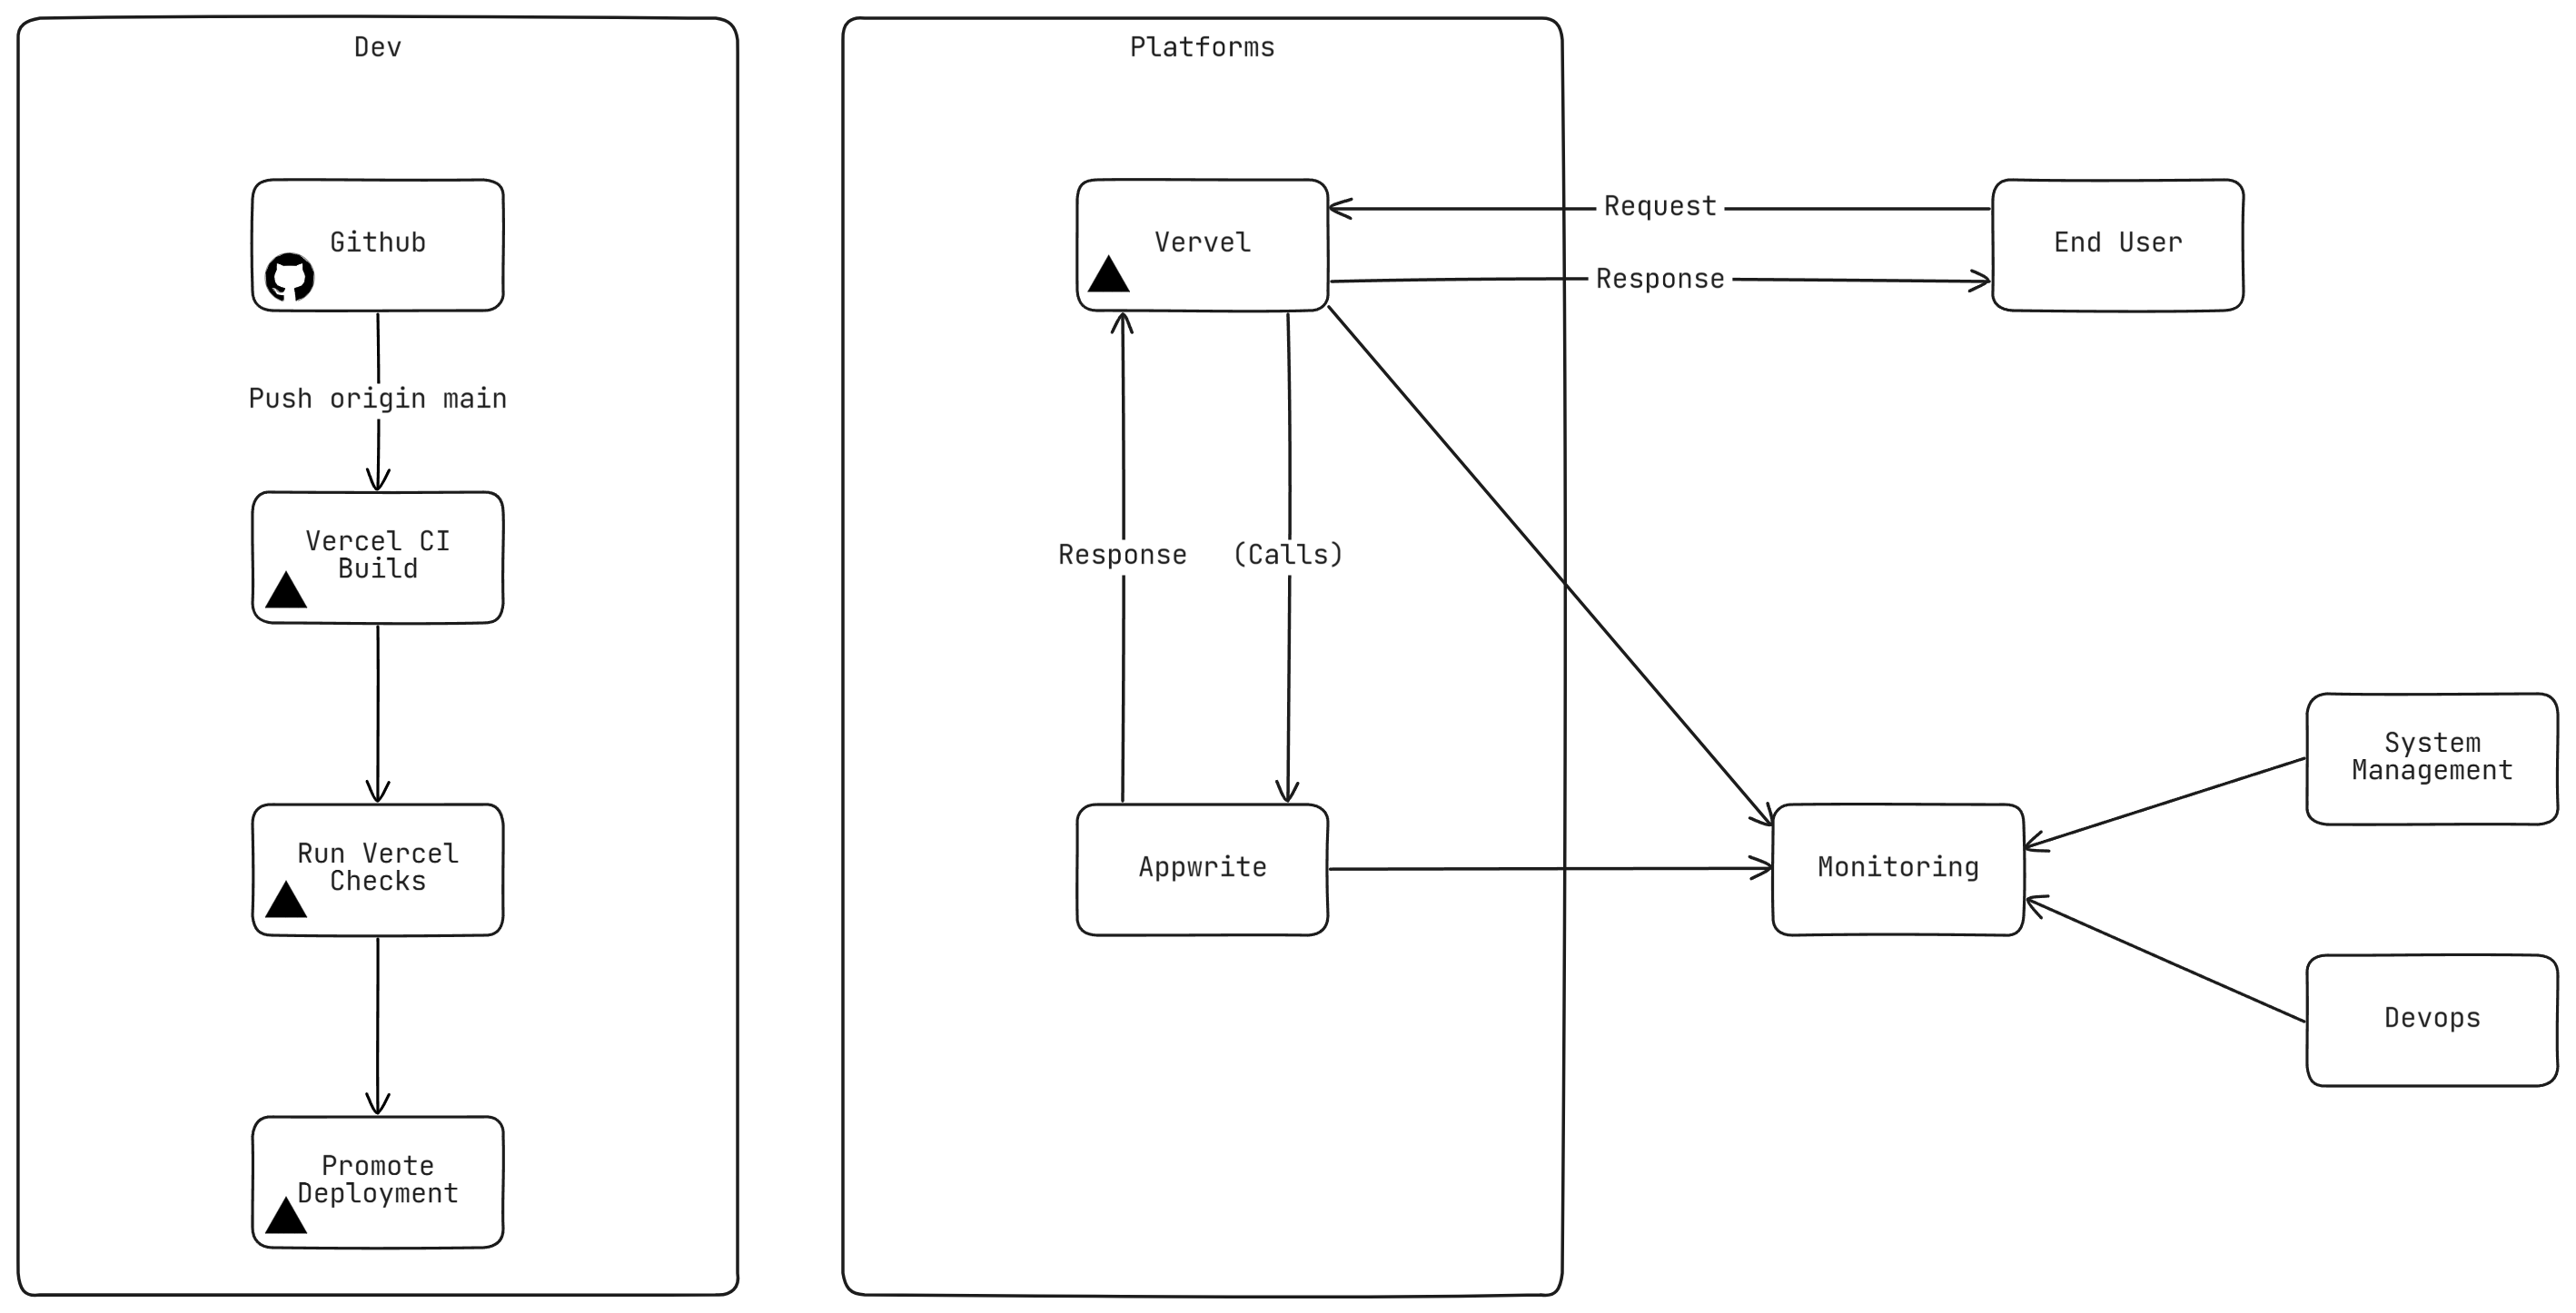 Dev
Github
Push origin main
Vercel CI
Build
Run Vercel
Checks
Promote
Deployment
Platforms
Vervel
Request
Response
End User
Response
(Calls)
Appwrite
Monitoring
System
Management
Devops